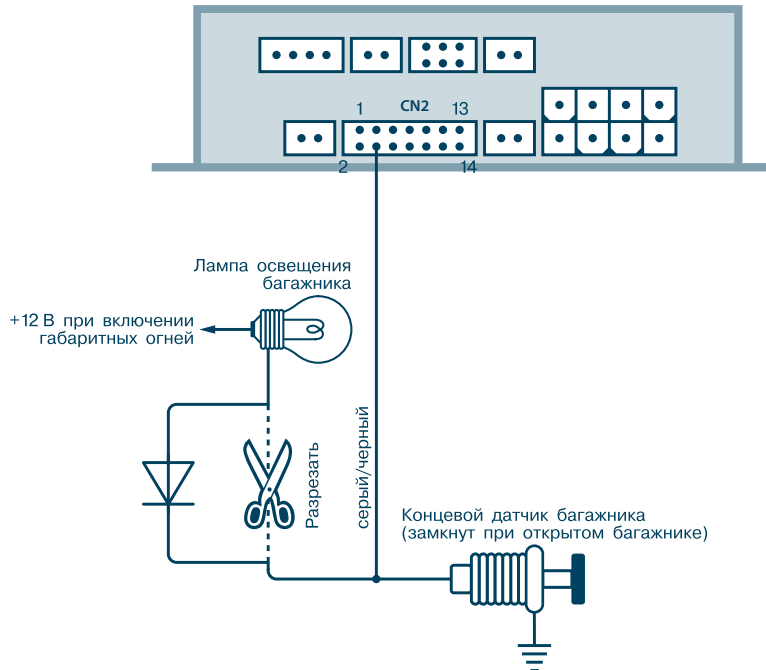 1 CN2 13
2 14
Лампа освещения
багажника
+12 В при включении
габаритных огней
Разрезать
серый/черный
Концевой датчик багажника
(замкнут при открытом багажнике)